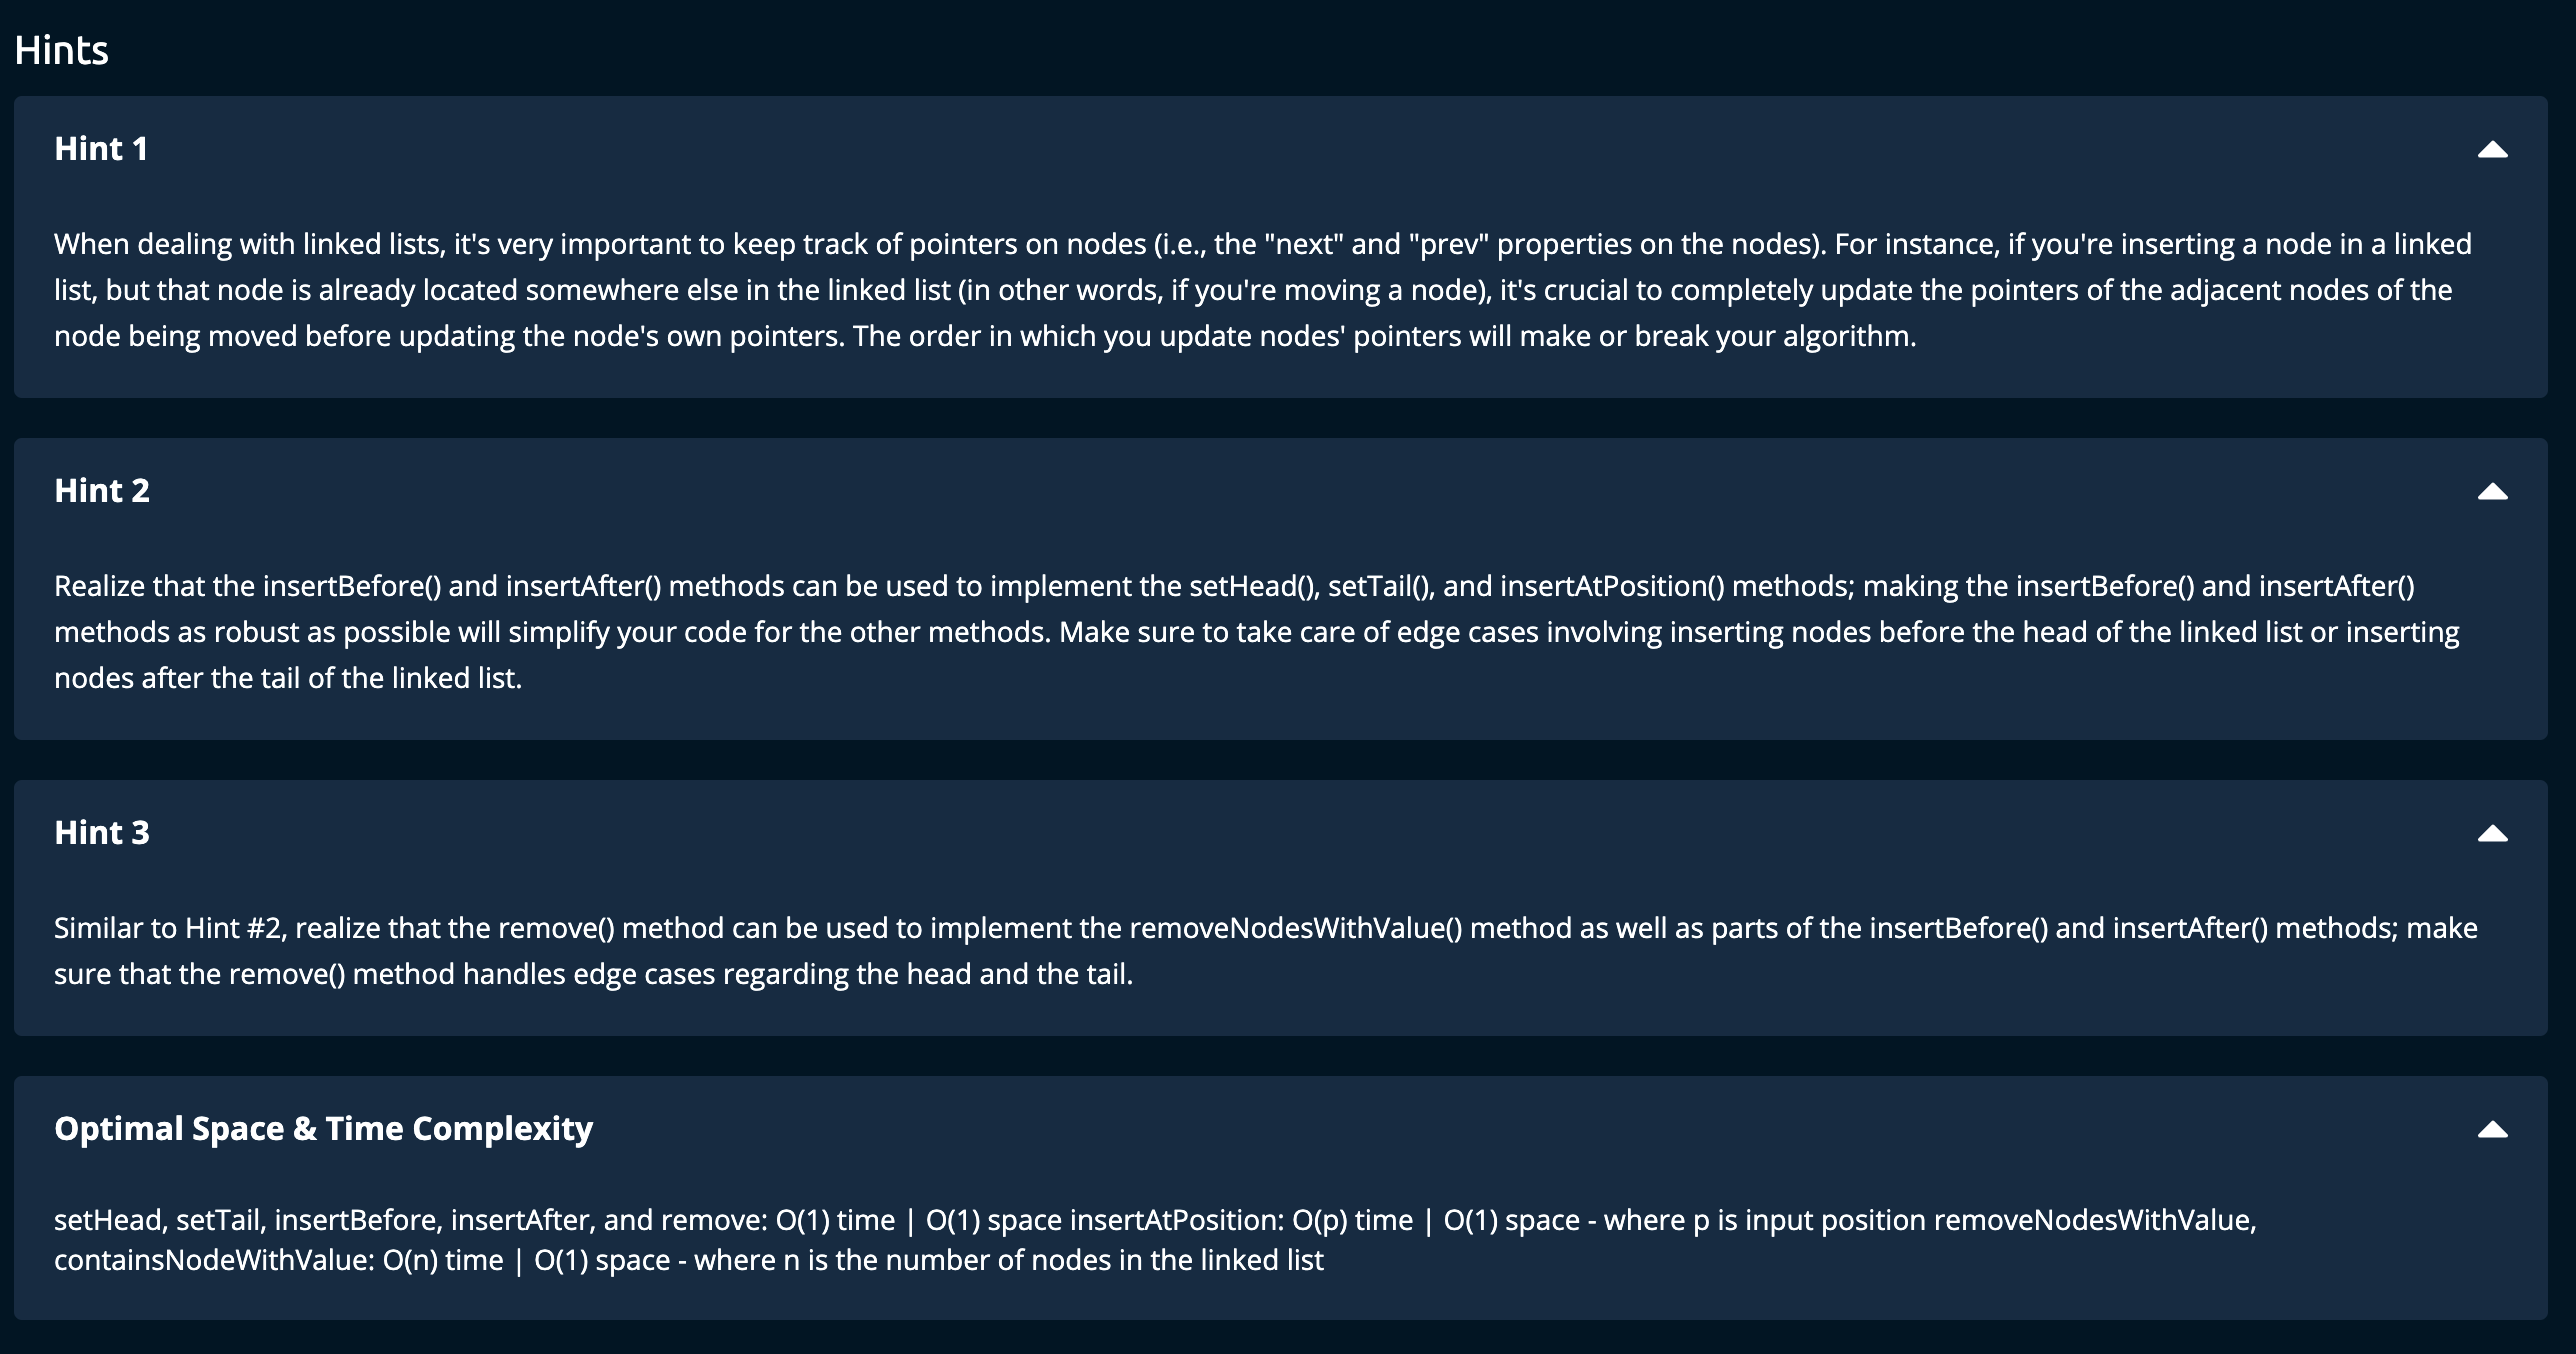 Hints
Hint 1
When dealing with linked lists, it's very important to keep track of pointers on nodes (i.e., the "next" and "prev" properties on the nodes). For instance, if you're inserting a node in a linked
list, but that node is already located somewhere else in the linked list (in other words, if you're moving a node), it's crucial to completely update the pointers of the adjacent nodes of the
node being moved before updating the node's own pointers. The order in which you update nodes' pointers will make or break your algorithm.
Hint 2
Realize that the insertBefore() and insertAfter() methods can be used to implement the setHead(), setTail(), and insertAtPosition() methods; making the insertBefore() and insertAfter()
methods as robust as possible will simplify your code for the other methods. Make sure to take care of edge cases involving inserting nodes before the head of the linked list or inserting
nodes after the tail of the linked list.
Hint 3
Similar to Hint #2, realize that the remove() method can be used to implement the removeNodesWithValue() method as well as parts of the insertBefore() and insertAfter() methods; make
sure that the remove() method handles edge cases regarding the head and the tail.
Optimal Space & Time Complexity
setHead, setTail, insertBefore, insertAfter, and remove: O(1) time | O(1) space insertAtPosition: O(p) time | O(1) space - where p is input position removeNodesWithValue,
containsNodeWithValue: O(n) time | O(1) space - where n is the number of nodes in the linked list